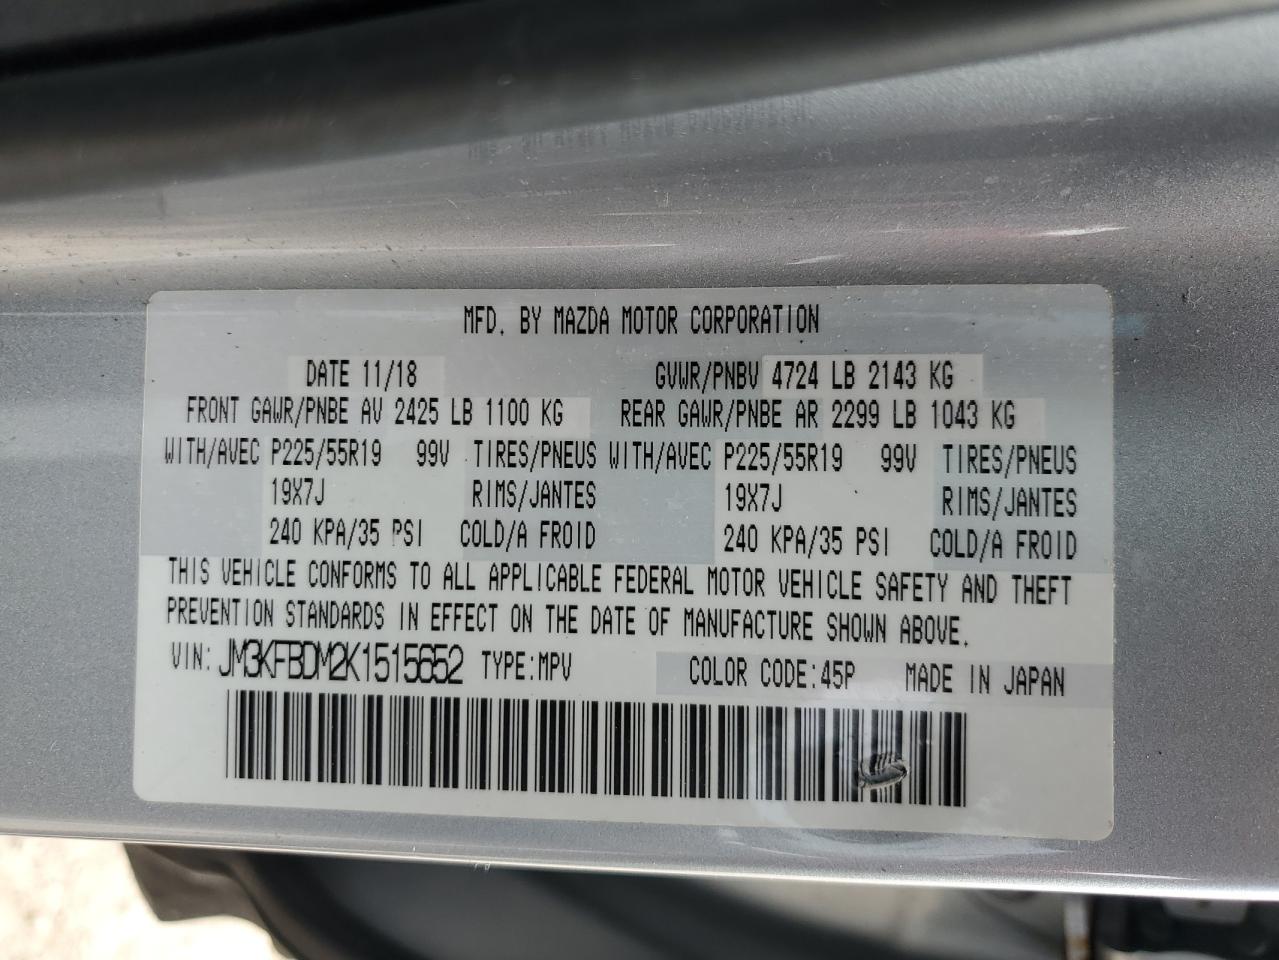 MFD. BY MAZDA MOTOR CORPORATION
DATE 11/18 GVWR/PNBV 4724 LB 2143 KG
FRONT GAWR/PNBE AV 2425 LB 1100 KG REAR GAWR/PNBE AR 2299 LB 1043 KG
WITH/AVEC P225/55R19 99V TIRES/PNEUS WITH/AVEC P225/55R19 99V TIRES/PNEUS
19X7J RIMS/JANTES 19X7J RIMS/JANTES
240 KPA/35 PSI COLD/A FROID 240 KPA/35 PSI COLD/A FROID
THIS VEHICLE CONFORMS TO ALL APPLICABLE FEDERAL MOTOR VEHICLE SAFETY AND THEFT
PREVENTION STANDARDS IN EFFECT ON THE DATE OF MANUFACTURE SHOWN ABOVE.
VIN: JM3KFBDM2K1515652 TYPE:MPV COLOR CODE:45P MADE IN JAPAN